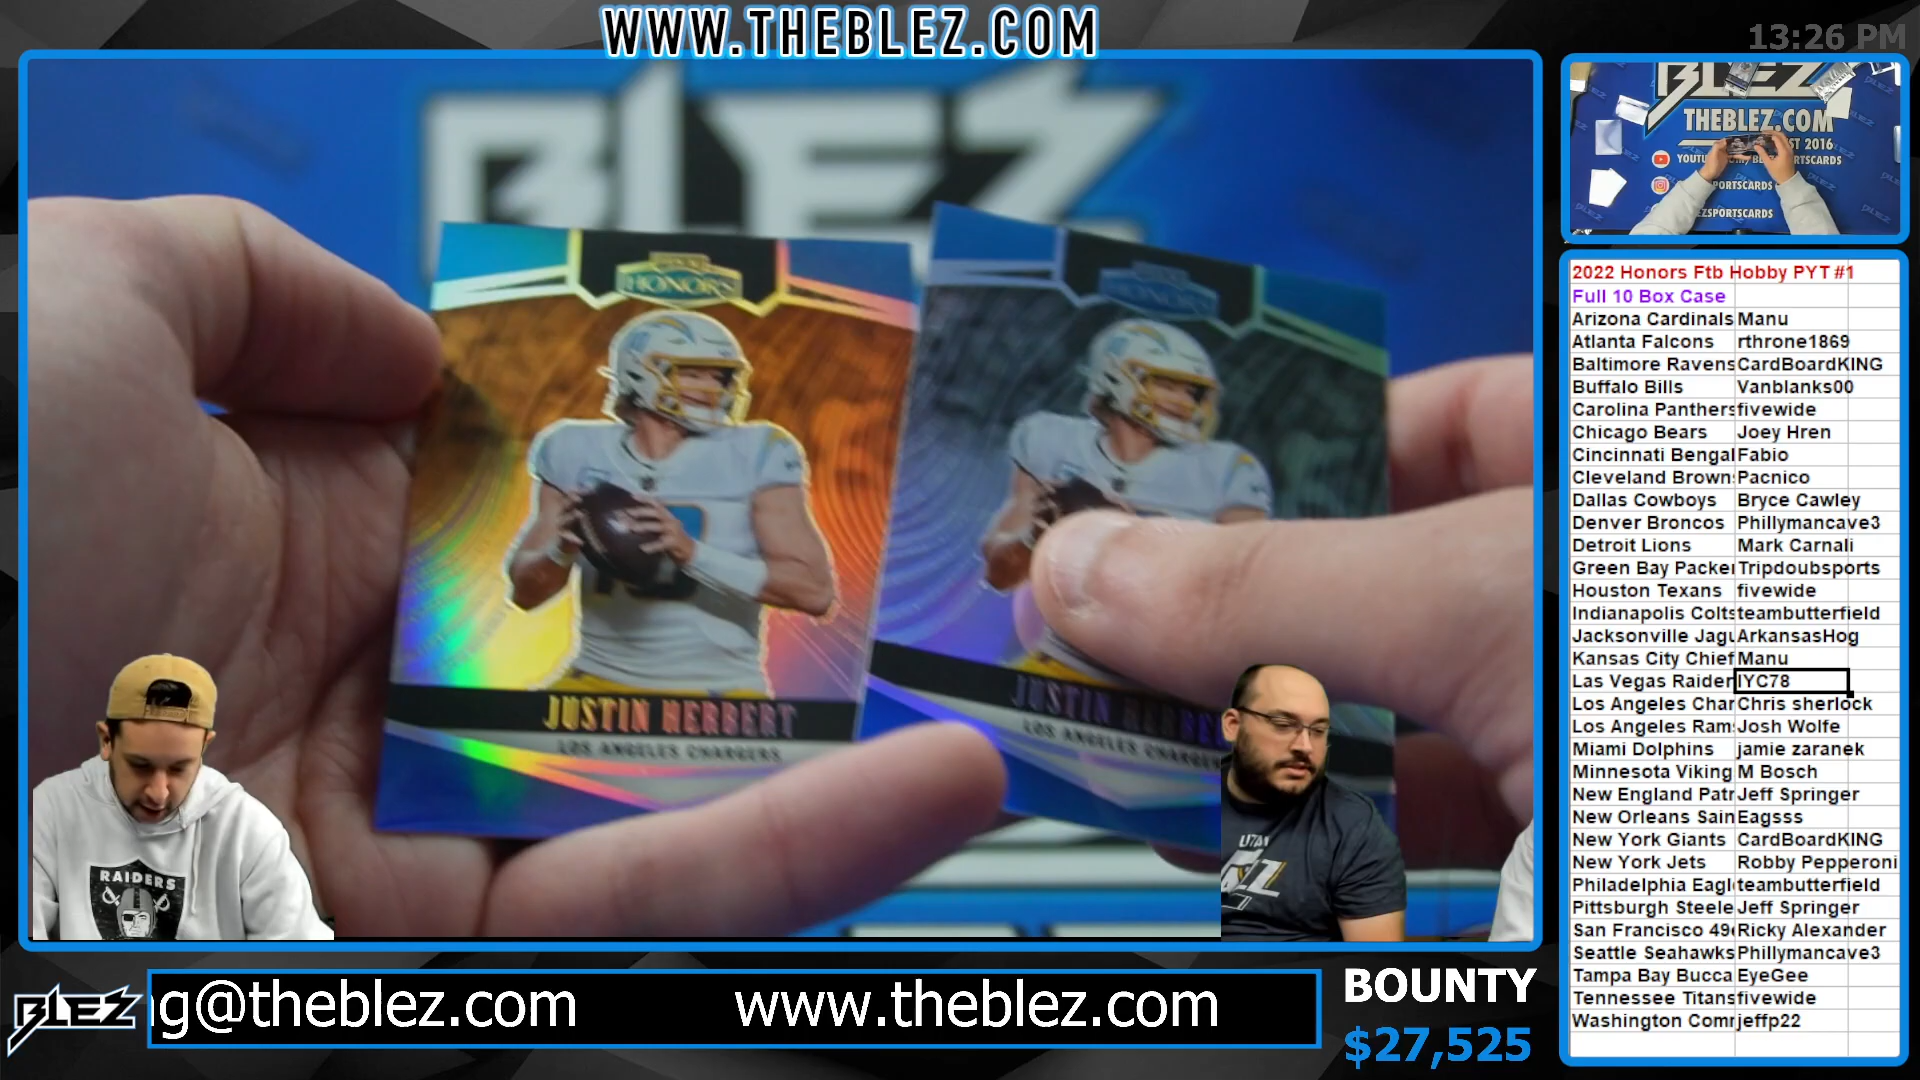 WWW.THEBLEZ.COM
13:26 PM
BLEZ
HONORS
HONORS
JUSTIN HERBERT
LOS ANGELES CHARGERS
JUSTIN
LOS ANGELES CHARGERS
RAIDERS
UTAH
BLEZ
THEBLEZ.COM
EST 2016
SPORTSCARDS
2022 Honors Ftb Hobby PYT #1
Full 10 Box Case
Arizona Cardinals Manu
Atlanta Falcons rthrone1869
Baltimore Ravens CardBoardKING
Buffalo Bills Vanblanks00
Carolina Panthers fivewide
Chicago Bears Joey Hren
Cincinnati Bengal Fabio
Cleveland Brown Pacnico
Dallas Cowboys Bryce Cawley
Denver Broncos Phillymancave3
Detroit Lions Mark Carnali
Green Bay Packe Tripdoubsports
Houston Texans fivewide
Indianapolis Colts teambutterfield
Jacksonville Jagu ArkansasHog
Kansas City Chief Manu
Las Vegas Raider IYC78
Los Angeles Char Chris sherlock
Los Angeles Ram Josh Wolfe
Miami Dolphins jamie zaranek
Minnesota Viking M Bosch
New England Patr Jeff Springer
New Orleans Sain Eagsss
New York Giants CardBoardKING
New York Jets Robby Pepperoni
Philadelphia Eagl teambutterfield
Pittsburgh Steele Jeff Springer
San Francisco 49 Ricky Alexander
Seattle Seahawks Phillymancave3
Tampa Bay Bucca EyeGee
Tennessee Titans fivewide
Washington Com jeffp22
BLEZ
g@theblez.com www.theblez.com
BOUNTY
$27,525